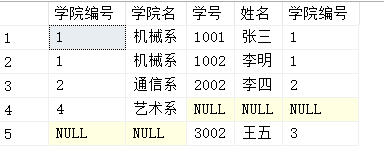 学院编号 学院名 学号 姓名 学院编号
1 1 机械系 1001 张三 1
2 1 机械系 1002 李明 1
3 2 通信系 2002 李四 2
4 4 艺术系 NULL NULL NULL
5 NULL NULL 3002 王五 3